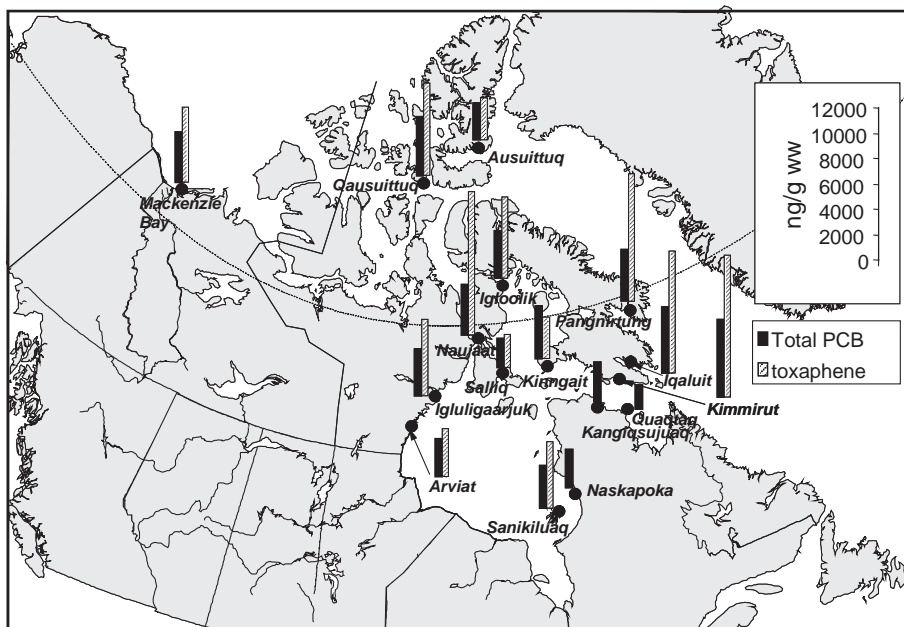 12000
10000
8000
6000
4000
2000
0
ng/g ww
Total PCB
toxaphene
Ausuittuq
Qausuittuq
Mackenzie
Bay
Igloolik
Pangnirtung
Naujaat
Salliq
Kinngait
Iqaluit
Igluligaarjuk
Kimmirut
Quaqtaq
Kangiqsujuaq
Arviat
Naskapoka
Sanikiluaq